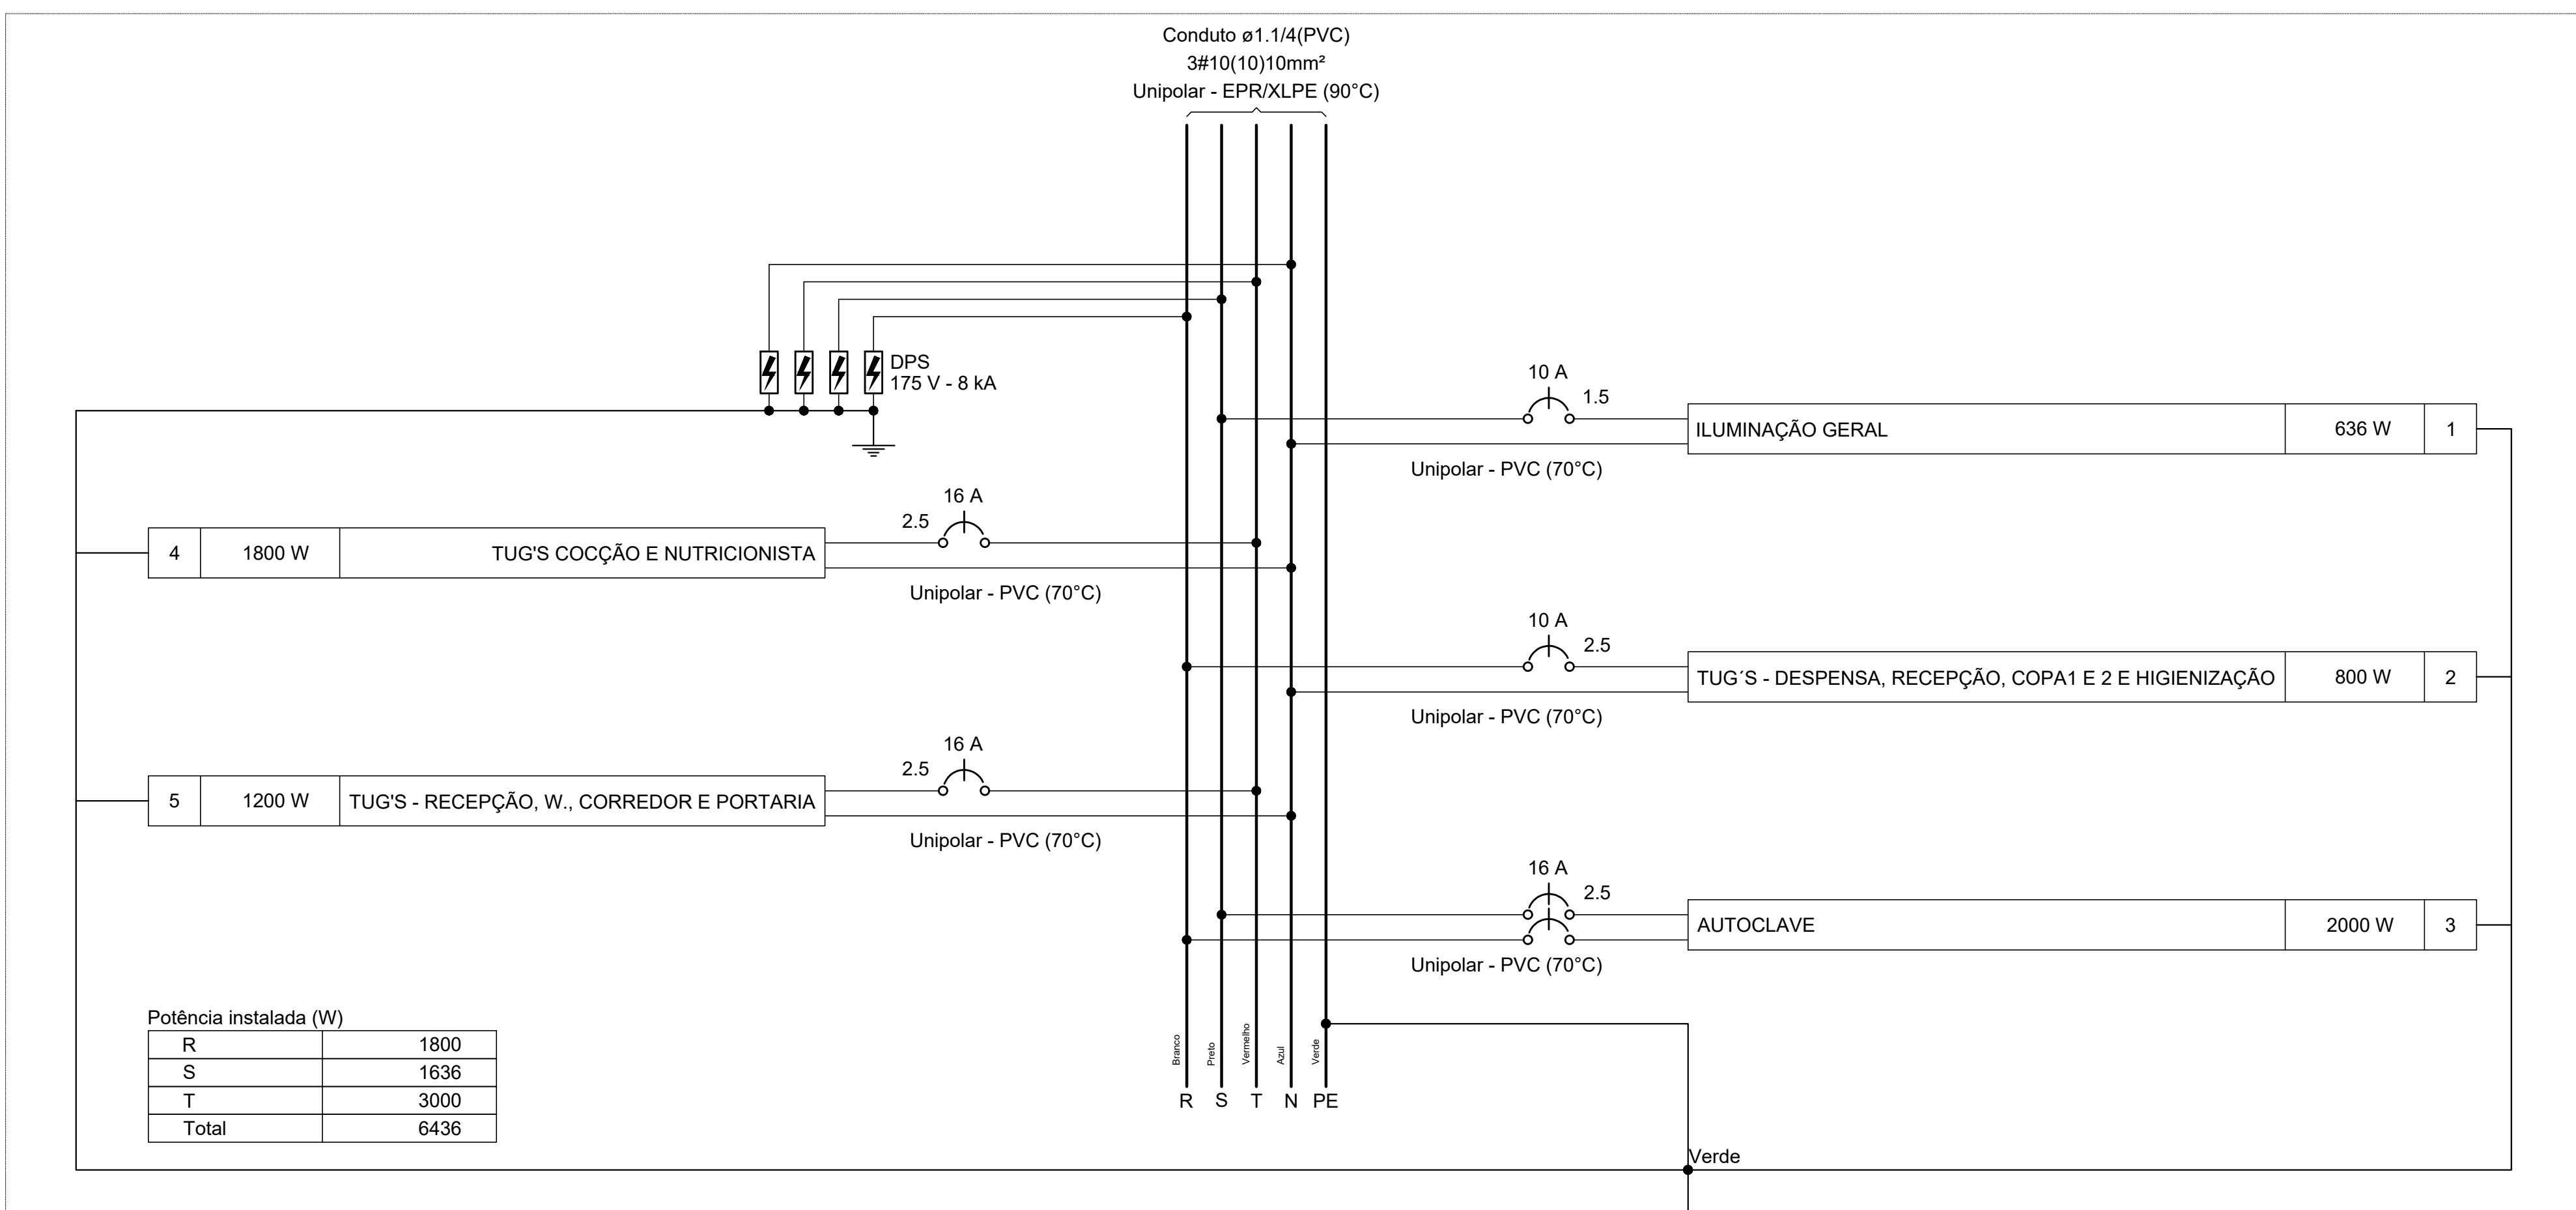 Conduto ø1.1/4(PVC)
3#10(10)10mm²
Unipolar - EPR/XLPE (90°C)
DPS
175 V - 8 kA
10 A
1.5
ILUMINAÇÃO GERAL
636 W
1
Unipolar - PVC (70°C)
16 A
2.5
4
1800 W
TUG'S COCÇÃO E NUTRICIONISTA
Unipolar - PVC (70°C)
10 A
2.5
TUG´S - DESPENSA, RECEPÇÃO, COPA1 E 2 E HIGIENIZAÇÃO
800 W
2
Unipolar - PVC (70°C)
16 A
2.5
5
1200 W
TUG'S - RECEPÇÃO, W., CORREDOR E PORTARIA
Unipolar - PVC (70°C)
16 A
2.5
AUTOCLAVE
2000 W
3
Unipolar - PVC (70°C)
Potência instalada (W)
R 1800
S 1636
T 3000
Total 6436
Branco
Preto
Vermelho
Azul
Verde
R S T N PE
Verde